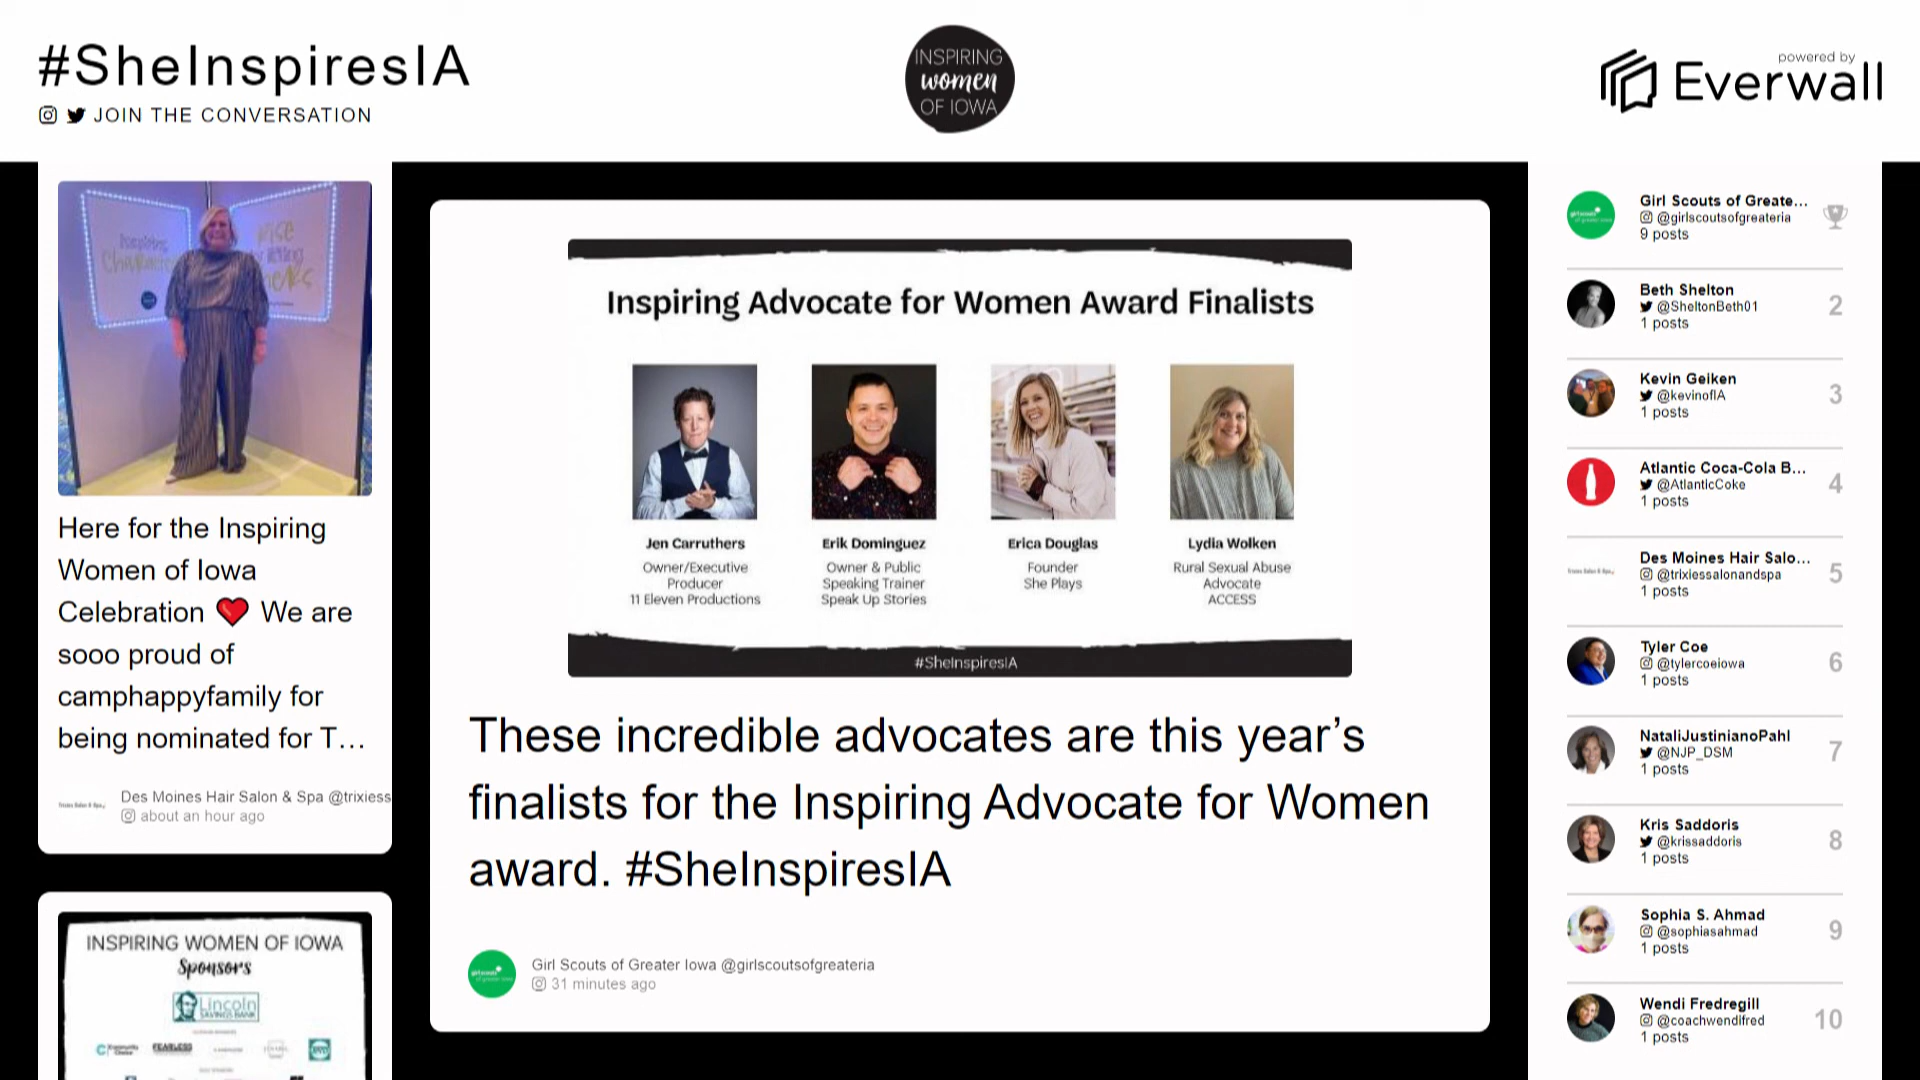 #SheInspiresIA
JOIN THE CONVERSATION
INSPIRING
women
OF IOWA
powered by
Everwall
Here for the Inspiring
Women of Iowa
Celebration ❤️ We are
sooo proud of
camphappyfamily for
being nominated for T…
Des Moines Hair Salon & Spa @trixiess
about an hour ago
INSPIRING WOMEN OF IOWA
Sponsors
Lincoln
SAVINGS BANK
Community
Choice
FEARLESS
Inspiring Advocate for Women Award Finalists
Jen Carruthers
Owner/Executive
Producer
11 Eleven Productions
Erik Dominguez
Owner & Public
Speaking Trainer
Speak Up Stories
Erica Douglas
Founder
She Plays
Lydia Wolken
Rural Sexual Abuse
Advocate
ACCESS
#SheInspiresIA
These incredible advocates are this year’s
finalists for the Inspiring Advocate for Women
award. #SheInspiresIA
Girl Scouts of Greater Iowa @girlscoutsofgreateria
31 minutes ago
Girl Scouts of Greate…
@girlscoutsofgreateria
9 posts
Beth Shelton
@SheltonBeth01
1 posts
2
Kevin Geiken
@kevinofIA
1 posts
3
Atlantic Coca-Cola B…
@AtlanticCoke
1 posts
4
Des Moines Hair Salo…
@trixiessalonandspa
1 posts
5
Tyler Coe
@tylercoeiowa
1 posts
6
NataliJustinianoPahl
@NJP_DSM
1 posts
7
Kris Saddoris
@krissaddoris
1 posts
8
Sophia S. Ahmad
@sophiasahmad
1 posts
9
Wendi Fredregill
@coachwendifred
1 posts
10